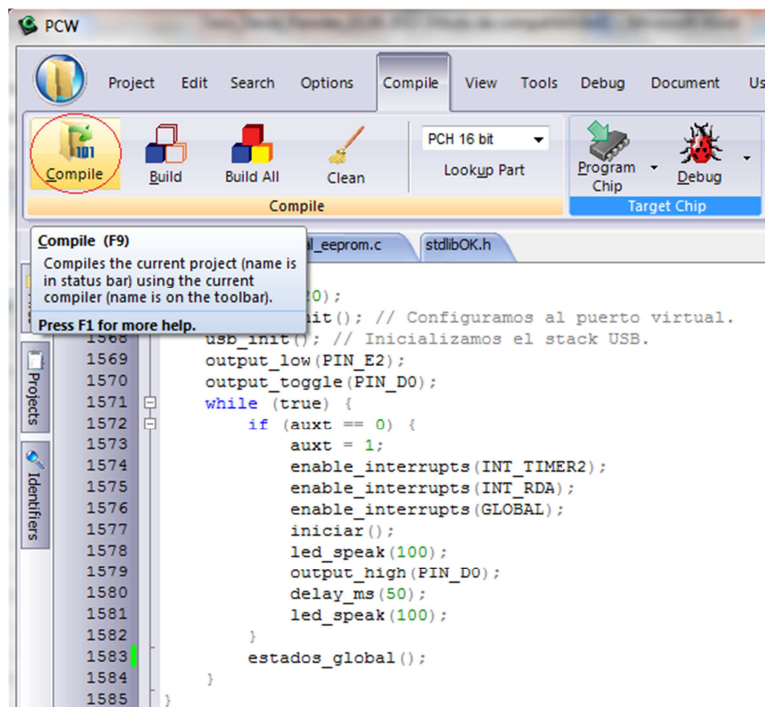 PCW
Project Edit Search Options Compile View Tools Debug Document Us
Compile Build Build All Clean
PCH 16 bit
Lookup Part
Program Chip Debug
Compile Target Chip
Compile (F9)
Compiles the current project (name is
in status bar) using the current
compiler (name is on the toolbar).
Press F1 for more help.
l_eeprom.c stdlibOK.h
Projects
Identifiers
0);
it(); // Configuramos al puerto virtual.
1568 usb_init(); // Inicializamos el stack USB.
1569 output_low(PIN_E2);
1570 output_toggle(PIN_D0);
1571 while (true) {
1572 if (auxt == 0) {
1573 auxt = 1;
1574 enable_interrupts(INT_TIMER2);
1575 enable_interrupts(INT_RDA);
1576 enable_interrupts(GLOBAL);
1577 iniciar();
1578 led_speak(100);
1579 output_high(PIN_D0);
1580 delay_ms(50);
1581 led_speak(100);
1582 }
1583 estados_global();
1584 }
1585 }